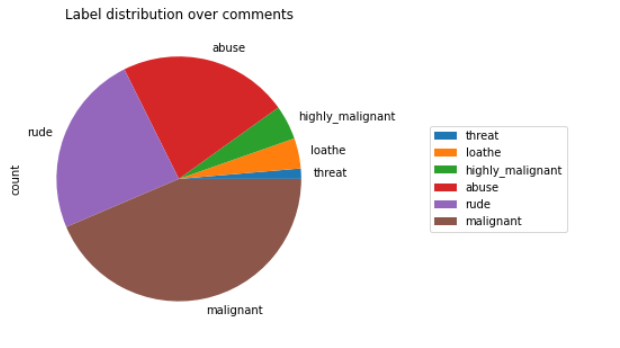 Label distribution over comments
abuse
highly_malignant
rude
loathe
threat
count
malignant
threat
loathe
highly_malignant
abuse
rude
malignant